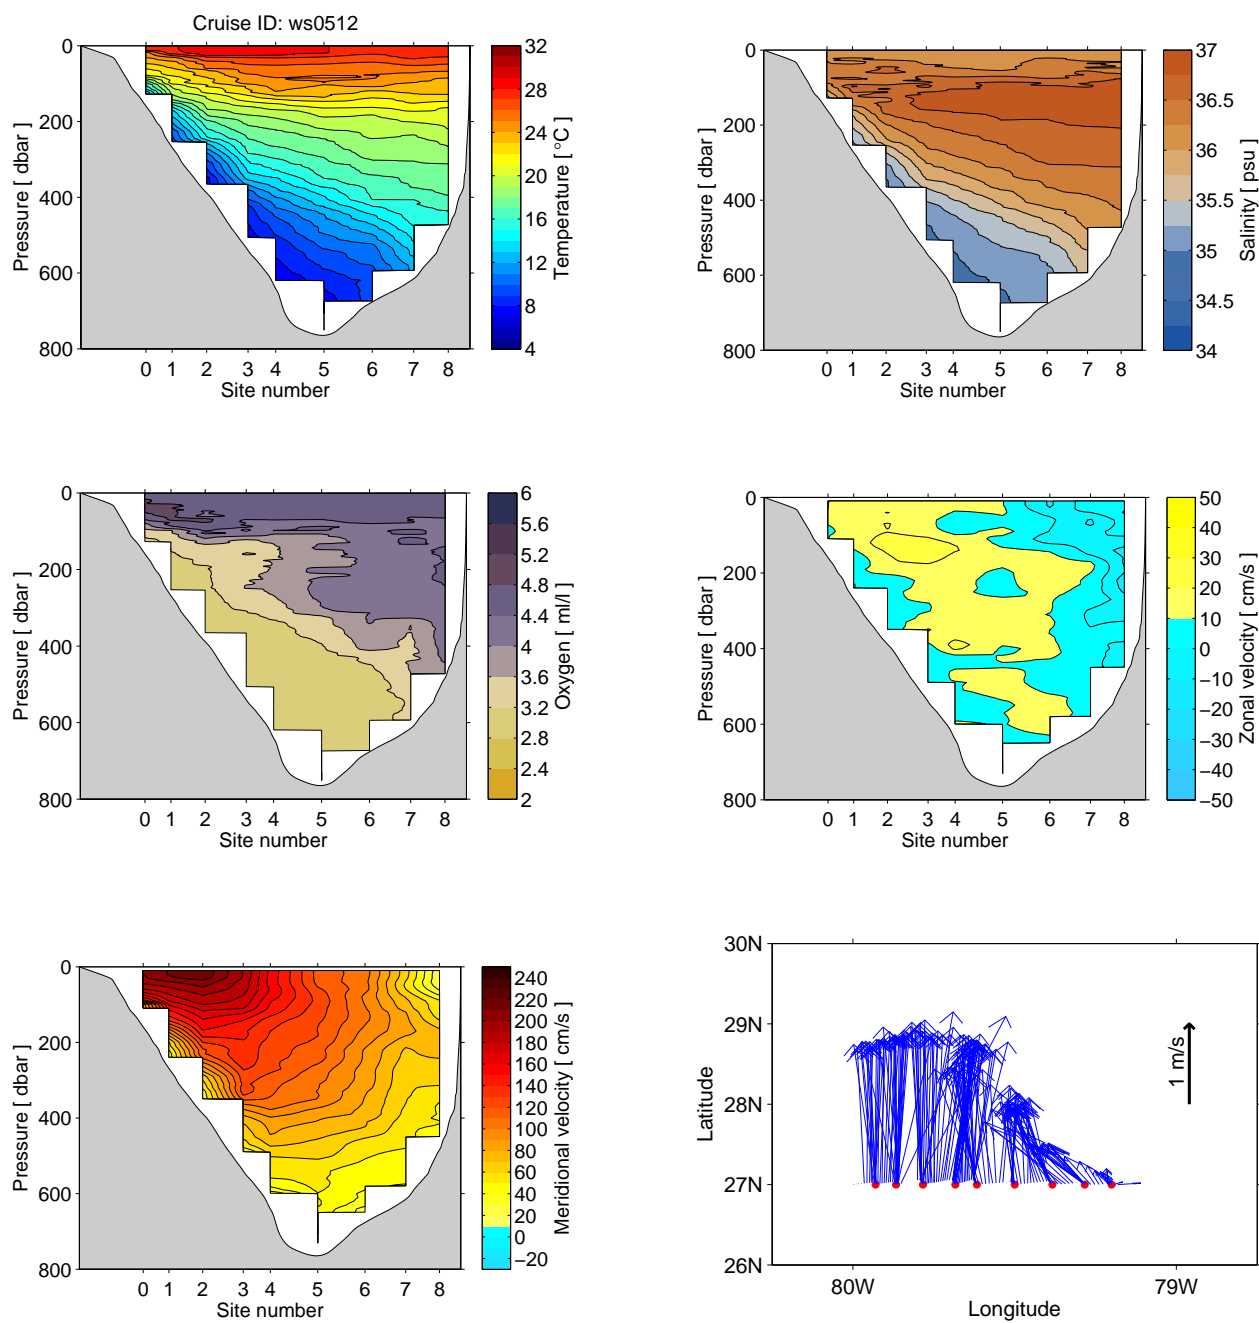 Cruise ID: ws0512
0
200
400
600
800
Pressure [ dbar ]
0 1 2 3 4 5 6 7 8
Site number
32
28
24
20
16
12
8
4
Temperature [ °C ]
0
200
400
600
800
Pressure [ dbar ]
0 1 2 3 4 5 6 7 8
Site number
37
36.5
36
35.5
35
34.5
34
Salinity [ psu ]
0
200
400
600
800
Pressure [ dbar ]
0 1 2 3 4 5 6 7 8
Site number
6
5.6
5.2
4.8
4.4
4
3.6
3.2
2.8
2.4
2
Oxygen [ ml/l ]
0
200
400
600
800
Pressure [ dbar ]
0 1 2 3 4 5 6 7 8
Site number
50
40
30
20
10
0
−10
−20
−30
−40
−50
Zonal velocity [ cm/s ]
0
200
400
600
800
Pressure [ dbar ]
0 1 2 3 4 5 6 7 8
Site number
240
220
200
180
160
140
120
100
80
60
40
20
0
−20
Meridional velocity [ cm/s ]
30N
29N
28N
27N
26N
Latitude
1 m/s
80W 79W
Longitude